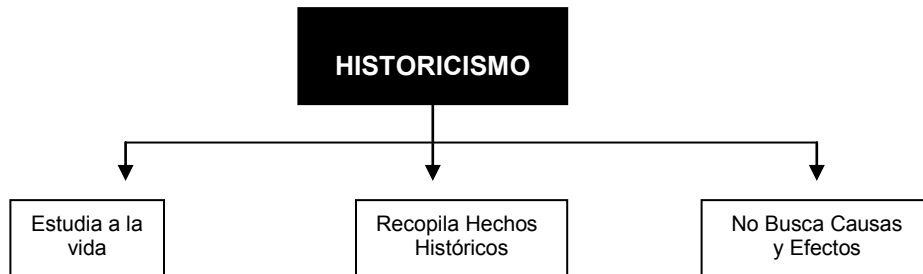 HISTORICISMO
Estudia a la
vida
Recopila Hechos
Históricos
No Busca Causas
y Efectos